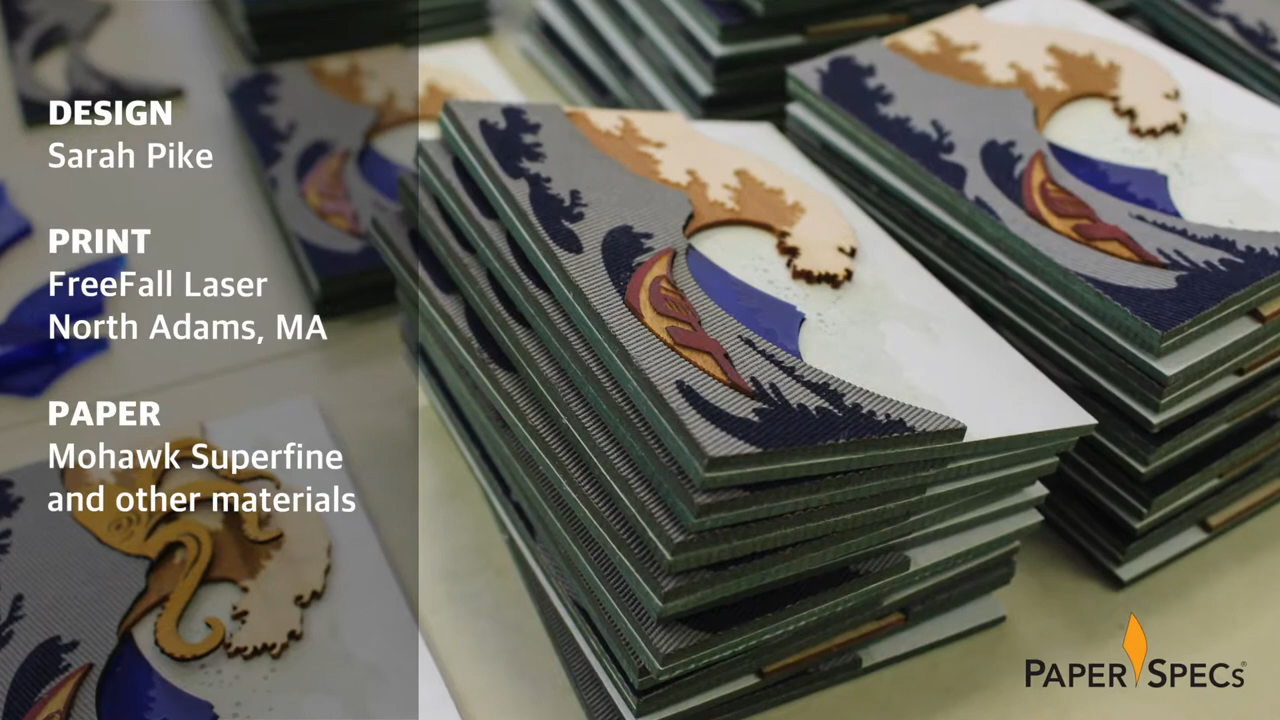 DESIGN
Sarah Pike
PRINT
FreeFall Laser
North Adams, MA
PAPER
Mohawk Superfine
and other materials
PAPER SPECS®